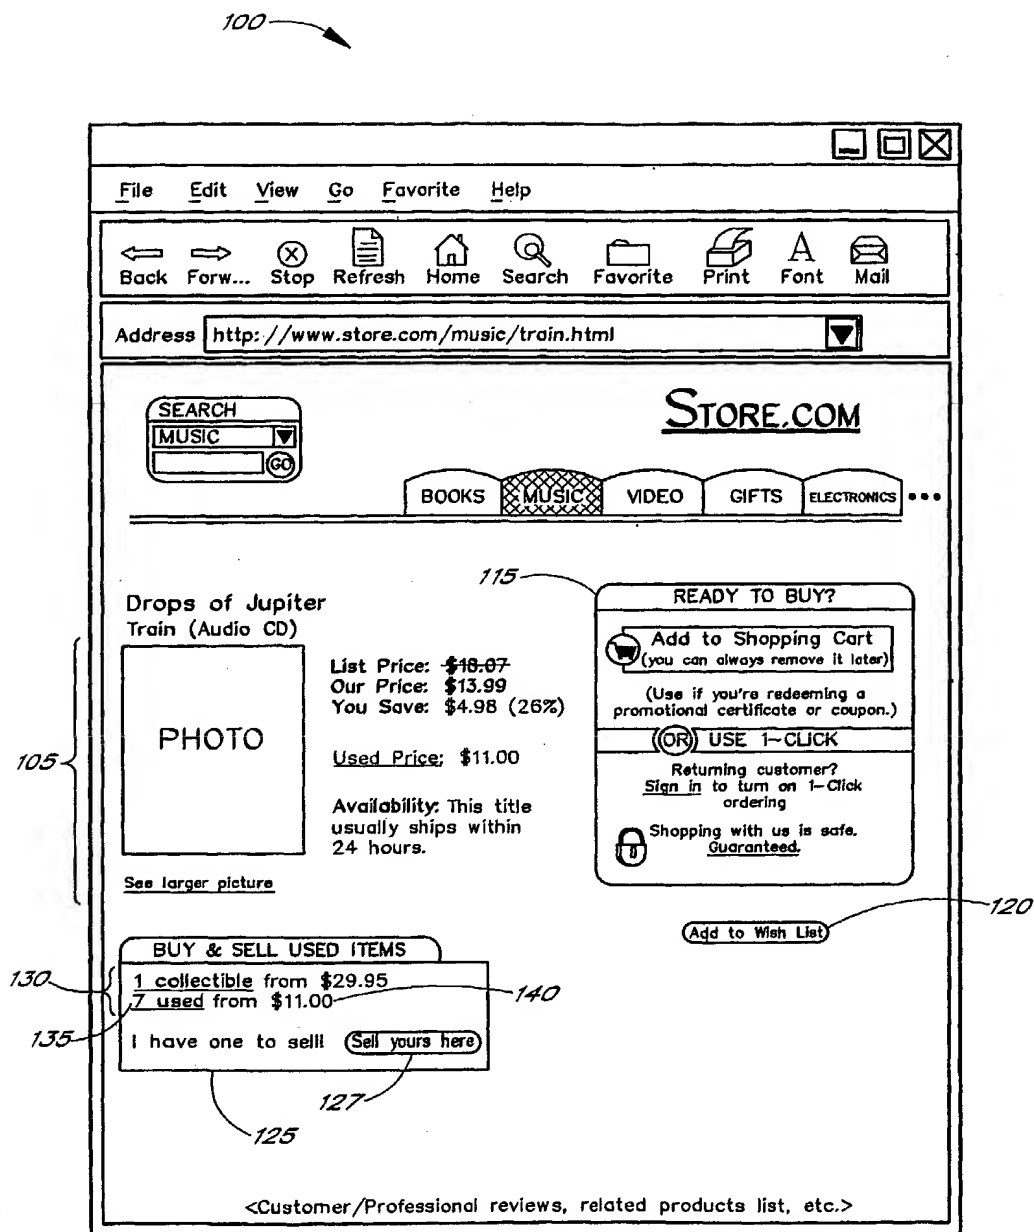 100
File Edit View Go Favorite Help
Back Forw... Stop Refresh Home Search Favorite Print Font Mail
Address http://www.store.com/music/train.html
SEARCH
MUSIC
GO
STORE.COM
BOOKS MUSIC VIDEO GIFTS ELECTRONICS •••
115
READY TO BUY?
Add to Shopping Cart
(you can always remove it later)
(Use if you're redeeming a
promotional certificate or coupon.)
OR USE 1-CLICK
Returning customer?
Sign in to turn on 1-Click
ordering
Shopping with us is safe.
Guaranteed.
Drops of Jupiter
Train (Audio CD)
105
PHOTO
List Price: $18.07
Our Price: $13.99
You Save: $4.98 (26%)
Used Price: $11.00
Availability: This title
usually ships within
24 hours.
See larger picture
120
Add to Wish List
BUY & SELL USED ITEMS
130
1 collectible from $29.95
7 used from $11.00
140
135
I have one to sell! Sell yours here
127
125
<Customer/Professional reviews, related products list, etc.>